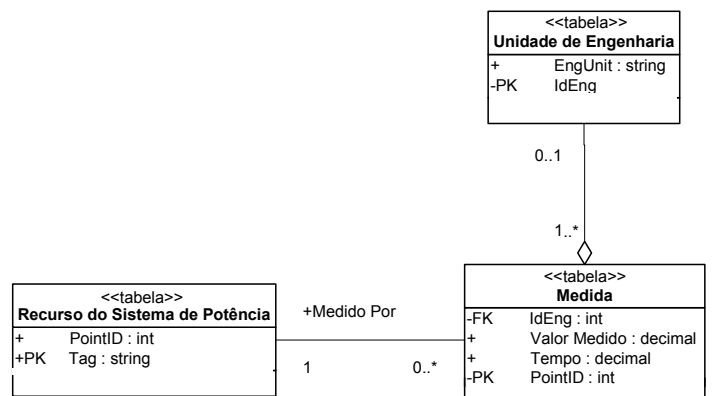 <<tabela>>
Unidade de Engenharia
+ EngUnit : string
-PK IdEng
0..1
1..*
<<tabela>>
Recurso do Sistema de Potência
+ PointID : int
+PK Tag : string
+Medido Por
1 0..*
<<tabela>>
Medida
-FK IdEng : int
+ Valor Medido : decimal
+ Tempo : decimal
-PK PointID : int